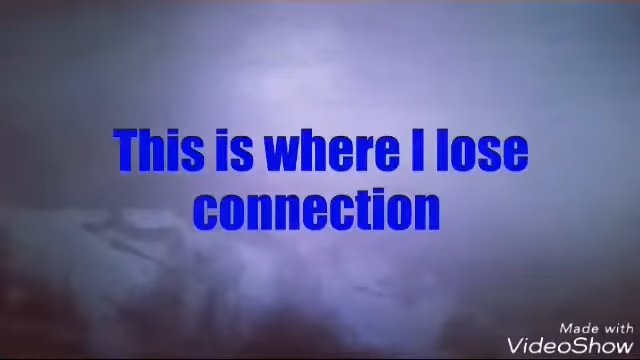 This is where I lose
connection
Made with
VideoShow